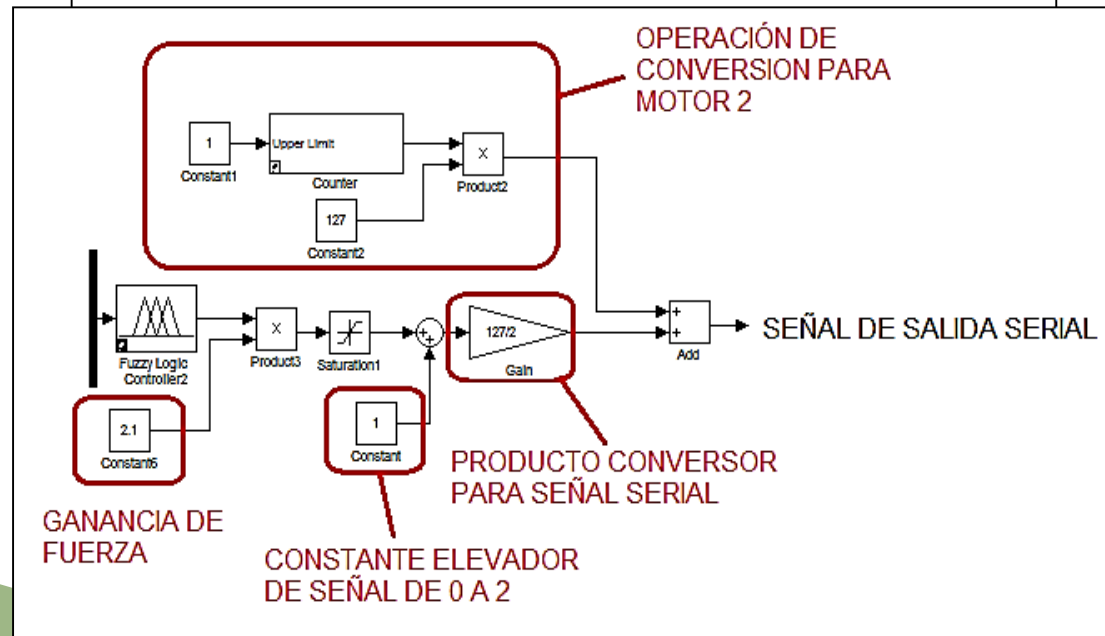 OPERACIÓN DE
CONVERSION PARA
MOTOR 2
1
Constant1
Upper Limit
Counter
X
Product2
127
Constant2
Fuzzy Logic
Controller2
X
Product3
Saturation1
+
+
127/2
Gain
+
+
Add
SEÑAL DE SALIDA SERIAL
2.1
Constant6
1
Constant
GANANCIA DE
FUERZA
PRODUCTO CONVERSOR
PARA SEÑAL SERIAL
CONSTANTE ELEVADOR
DE SEÑAL DE 0 A 2